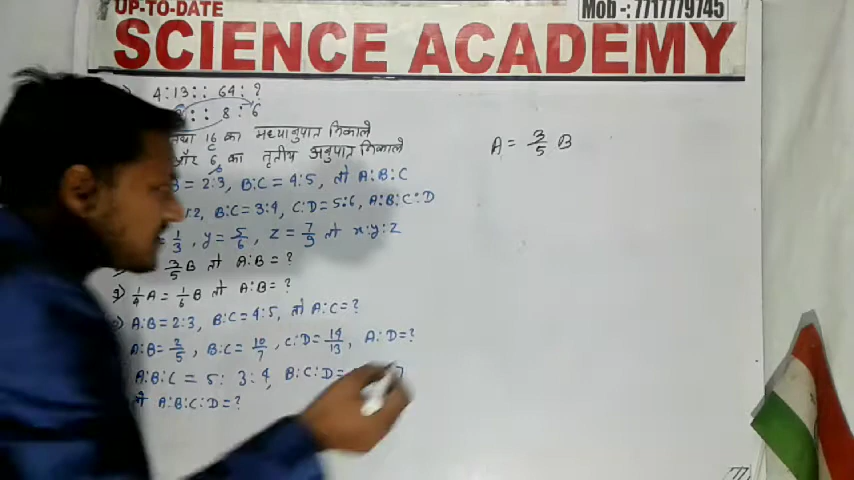 UP-TO-DATE
Mob-: 7717779745
SCIENCE ACADEMY
4:13 :: 64 : ?
:: 8 : 6
16 का मध्यानुपात निकाले
और 6 का तृतीय अनुपात निकाले
= 2:3, B:C = 4:5, तो A:B:C
:2, B:C = 3:4, C:D = 5:6, A:B:C:D
1/3, y = 5/6, z = 7/9 तो x:y:z
3/5 B तो A:B = ?
9) 1/4 A = 1/6 B तो A:B = ?
A:B = 2:3, B:C = 4:5, तो A:C = ?
A:B = 2/5, B:C = 10/7, C:D = 14/13, A:D = ?
A:B:C = 5:3:4, B:C:D =
तो A:B:C:D = ?
A = 3/5 B